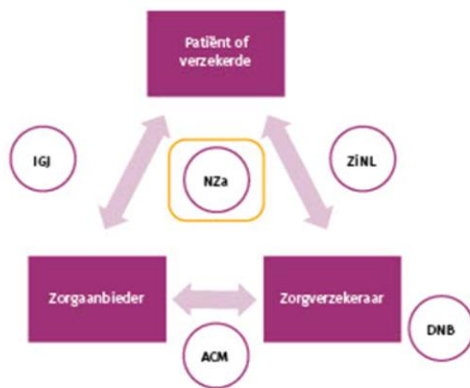 Patiënt of
verzekerde
IGJ
NZa
ZiNL
Zorgaanbieder
Zorgverzekeraar
DNB
ACM